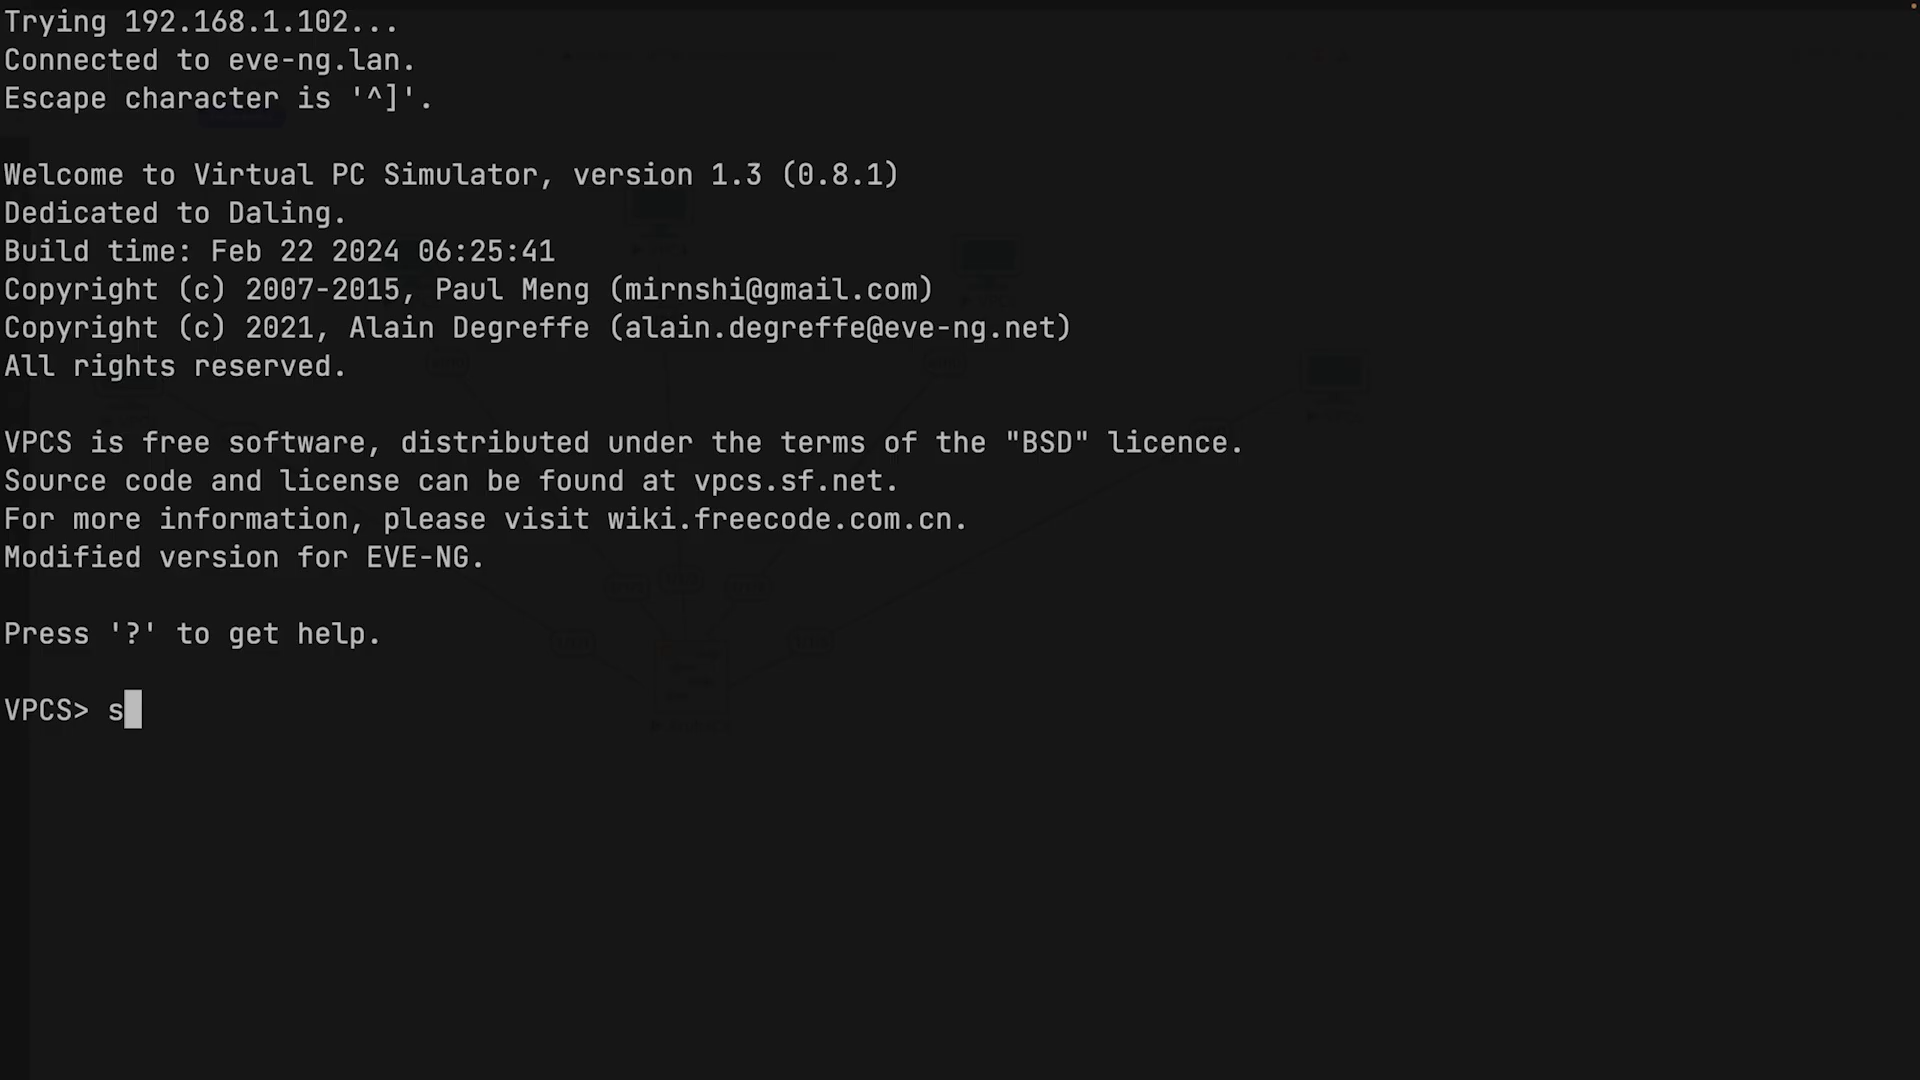 Trying 192.168.1.102...
Connected to eve-ng.lan.
Escape character is '^]'.
Welcome to Virtual PC Simulator, version 1.3 (0.8.1)
Dedicated to Daling.
Build time: Feb 22 2024 06:25:41
Copyright (c) 2007-2015, Paul Meng (mirnshi@gmail.com)
Copyright (c) 2021, Alain Degreffe (alain.degreffe@eve-ng.net)
All rights reserved.
VPCS is free software, distributed under the terms of the "BSD" licence.
Source code and license can be found at vpcs.sf.net.
For more information, please visit wiki.freecode.com.cn.
Modified version for EVE-NG.
Press '?' to get help.
VPCS> s